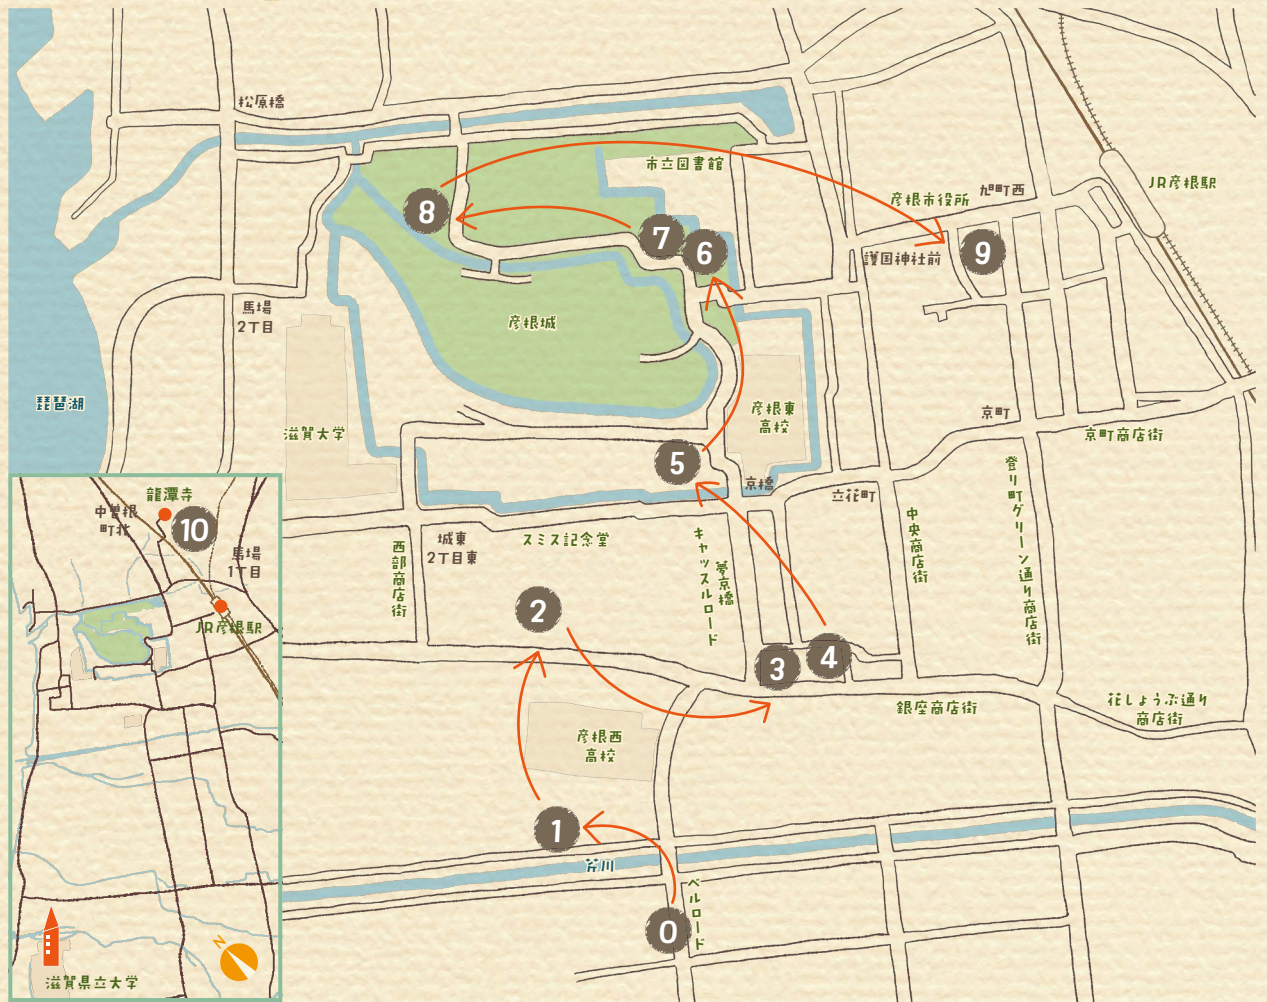 松原橋
市立図書館
JR彦根駅
旭町西
彦根市役所
護国神社前
8
7
6
9
馬場
2丁目
彦根城
琵琶湖
滋賀大学
彦根東
高校
京町
京町商店街
5
京橋
立花町
登り町グリーン通り商店街
中央商店街
龍潭寺
中曽根
町北
10
馬場
1丁目
JR彦根駅
西部商店街
城東
2丁目東
スミス記念堂
夢京橋
キャッスルロード
2
3
4
銀座商店街
花しょうぶ通り
商店街
彦根西
高校
1
芹川
ベルロード
0
N
滋賀県立大学